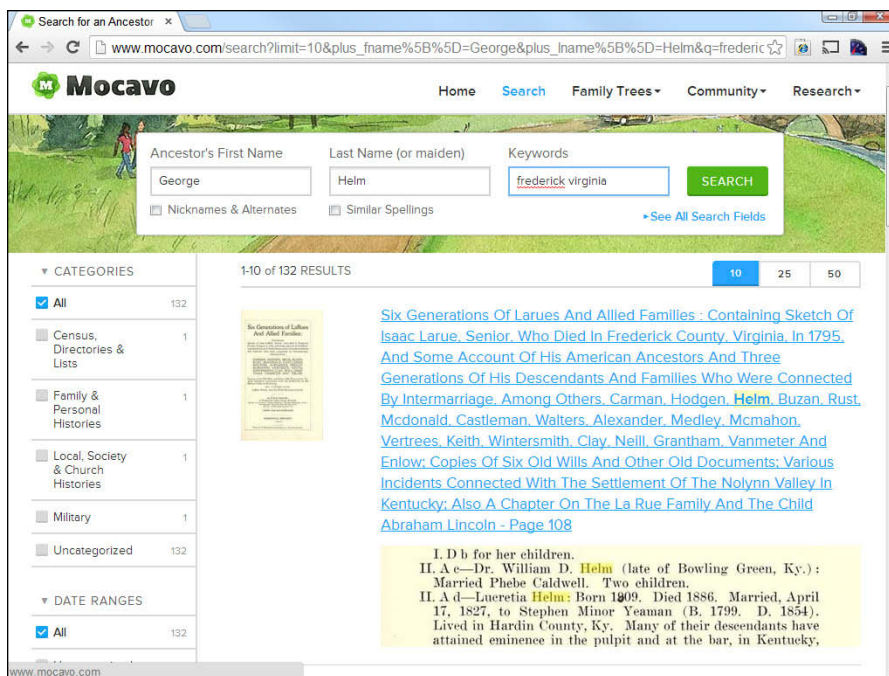 Search for an Ancestor
www.mocavo.com/search?limit=10&plus_fname%5B%5D=George&plus_lname%5B%5D=Helm&q=frederic
Mocavo
Home Search Family Trees Community Research
Ancestor's First Name Last Name (or maiden) Keywords
George Helm frederick virginia SEARCH
Nicknames & Alternates Similar Spellings See All Search Fields
CATEGORIES
All 132
Census, Directories & Lists 1
Family & Personal Histories 1
Local, Society & Church Histories 1
Military 1
Uncategorized 132
DATE RANGES
All 132
1-10 of 132 RESULTS 10 25 50
Six Generations of LaRues
And Allied Families:
Six Generations Of Larues And Allied Families : Containing Sketch Of
Isaac Larue, Senior, Who Died In Frederick County, Virginia, In 1795,
And Some Account Of His American Ancestors And Three
Generations Of His Descendants And Families Who Were Connected
By Intermarriage, Among Others, Carman, Hodgen, Helm, Buzan, Rust,
Mcdonald, Castleman, Walters, Alexander, Medley, Mcmahon,
Vertrees, Keith, Wintersmith, Clay, Neill, Grantham, Vanmeter And
Enlow; Copies Of Six Old Wills And Other Old Documents; Various
Incidents Connected With The Settlement Of The Nolynn Valley In
Kentucky; Also A Chapter On The La Rue Family And The Child
Abraham Lincoln - Page 108
I. D b for her children.
II. A c—Dr. William D. Helm (late of Bowling Green, Ky.) :
Married Phebe Caldwell. Two children.
II. A d—Lucretia Helm: Born 1809. Died 1886. Married, April
17, 1827, to Stephen Minor Yeaman (B. 1799. D. 1854).
Lived in Hardin County, Ky. Many of their descendants have
attained eminence in the pulpit and at the bar, in Kentucky,
www.mocavo.com